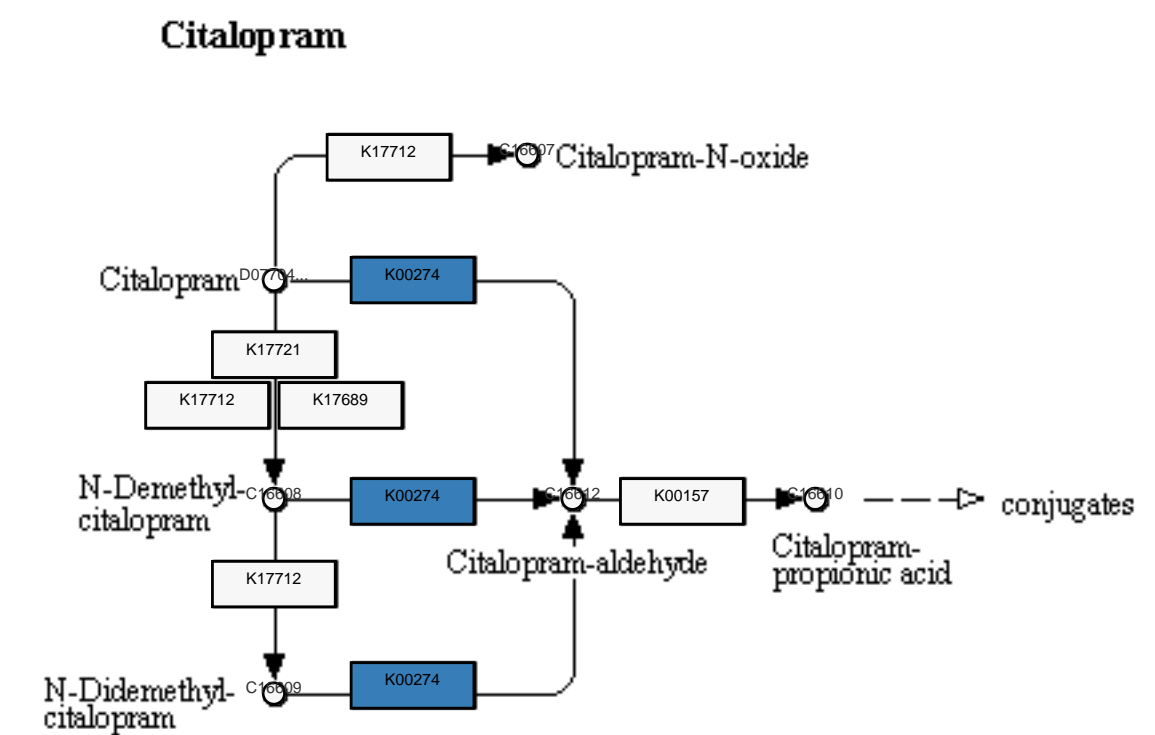 Citalopram
K17712
C16607
Citalopram-N-oxide
Citalopram
D07704...
K00274
K17721
K17712
K17689
N-Demethyl-
citalopram
C16608
K00274
C16612
K00157
C16610
conjugates
Citalopram-aldehyde
Citalopram-
propionic acid
K17712
N-Didemethyl-
citalopram
C16609
K00274